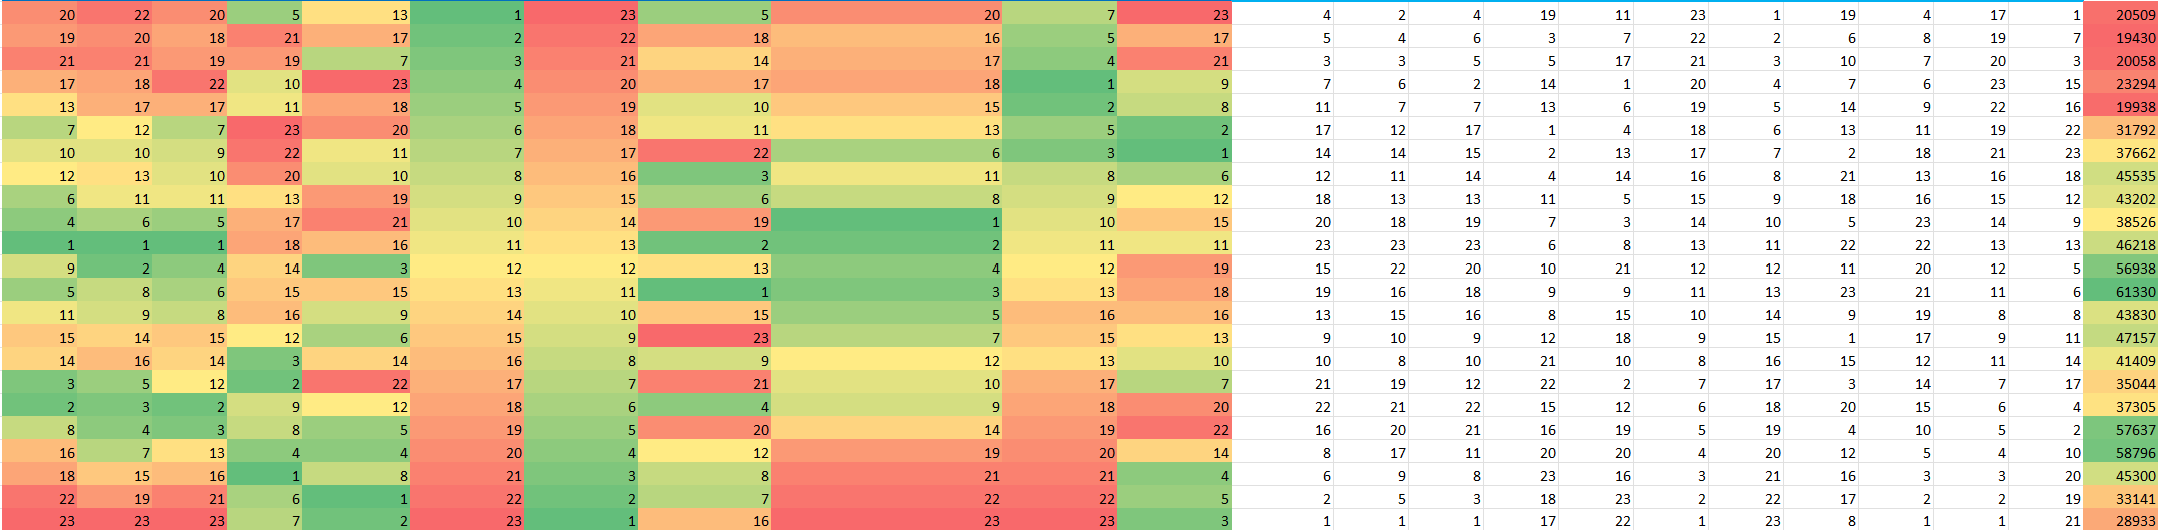 20 22 20 5 13 1 23 5 20 7 23 4 2 4 19 11 23 1 19 4 17 1 20509
19 20 18 21 17 2 22 18 16 5 17 5 4 6 3 7 22 2 6 8 19 7 19430
21 21 19 19 7 3 21 14 17 4 21 3 3 5 5 17 21 3 10 7 20 3 20058
17 18 22 10 23 4 20 17 18 1 9 7 6 2 14 1 20 4 7 6 23 15 23294
13 17 17 11 18 5 19 10 15 2 8 11 7 7 13 6 19 5 14 9 22 16 19938
7 12 7 23 20 6 18 11 13 5 2 17 12 17 1 4 18 6 13 11 19 22 31792
10 10 9 22 11 7 17 22 6 3 1 14 14 15 2 13 17 7 2 18 21 23 37662
12 13 10 20 10 8 16 3 11 8 6 12 11 14 4 14 16 8 21 13 16 18 45535
6 11 11 13 19 9 15 6 8 9 12 18 13 13 11 5 15 9 18 16 15 12 43202
4 6 5 17 21 10 14 19 1 10 15 20 18 19 7 3 14 10 5 23 14 9 38526
1 1 1 18 16 11 13 2 2 11 11 23 23 23 6 8 13 11 22 22 13 13 46218
9 2 4 14 3 12 12 13 4 12 19 15 22 20 10 21 12 12 11 20 12 5 56938
5 8 6 15 15 13 11 1 3 13 18 19 16 18 9 9 11 13 23 21 11 6 61330
11 9 8 16 9 14 10 15 5 16 16 13 15 16 8 15 10 14 9 19 8 8 43830
15 14 15 12 6 15 9 23 7 15 13 9 10 9 12 18 9 15 1 17 9 11 47157
14 16 14 3 14 16 8 9 12 13 10 10 8 10 21 10 8 16 15 12 11 14 41409
3 5 12 2 22 17 7 21 10 17 7 21 19 12 22 2 7 17 3 14 7 17 35044
2 3 2 9 12 18 6 4 9 18 20 22 21 22 15 12 6 18 20 15 6 4 37305
8 4 3 8 5 19 5 20 14 19 22 16 20 21 16 19 5 19 4 10 5 2 57637
16 7 13 4 4 20 4 12 19 20 14 8 17 11 20 20 4 20 12 5 4 10 58796
18 15 16 1 8 21 3 8 21 21 4 6 9 8 23 16 3 21 16 3 3 20 45300
22 19 21 6 1 22 2 7 22 22 5 2 5 3 18 23 2 22 17 2 2 19 33141
23 23 23 7 2 23 1 16 23 23 3 1 1 1 17 22 1 23 8 1 1 21 28933